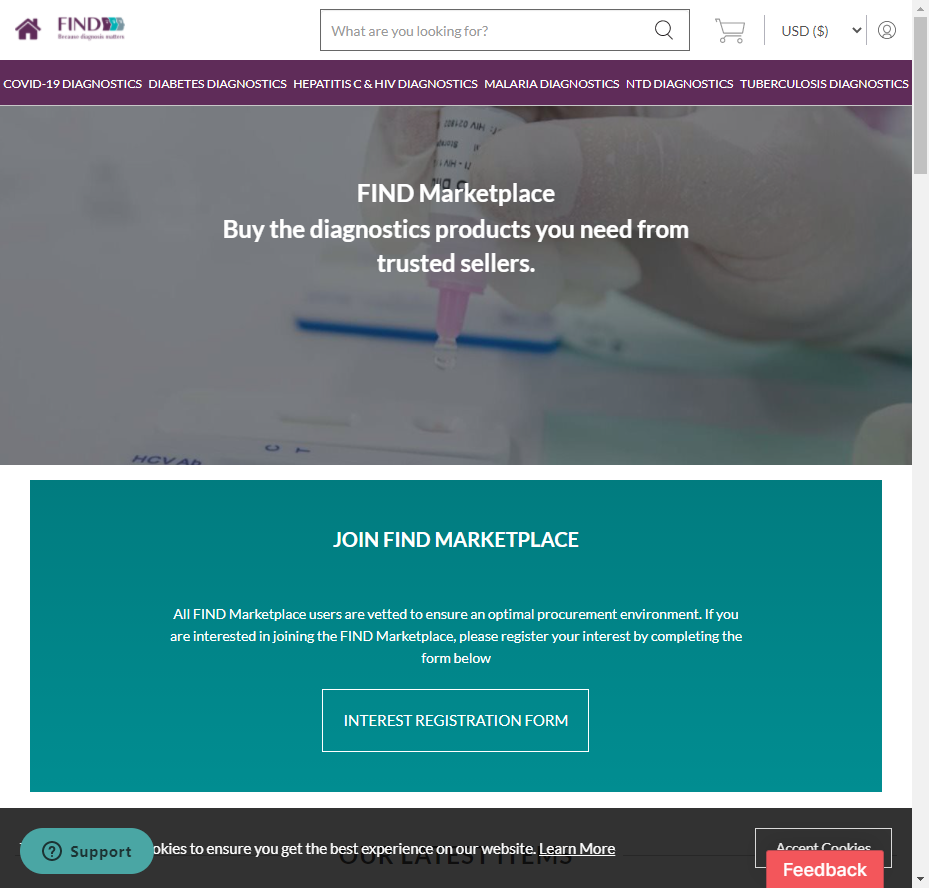 FIND
Because diagnosis matters
What are you looking for?
USD ($)
COVID-19 DIAGNOSTICS DIABETES DIAGNOSTICS HEPATITIS C & HIV DIAGNOSTICS MALARIA DIAGNOSTICS NTD DIAGNOSTICS TUBERCULOSIS DIAGNOSTICS
FIND Marketplace
Buy the diagnostics products you need from
trusted sellers.
HCV AB
C T
JOIN FIND MARKETPLACE
All FIND Marketplace users are vetted to ensure an optimal procurement environment. If you
are interested in joining the FIND Marketplace, please register your interest by completing the
form below
INTEREST REGISTRATION FORM
OUR LATEST ITEMS
Support
okies to ensure you get the best experience on our website. Learn More
Accept Cookies
Feedback